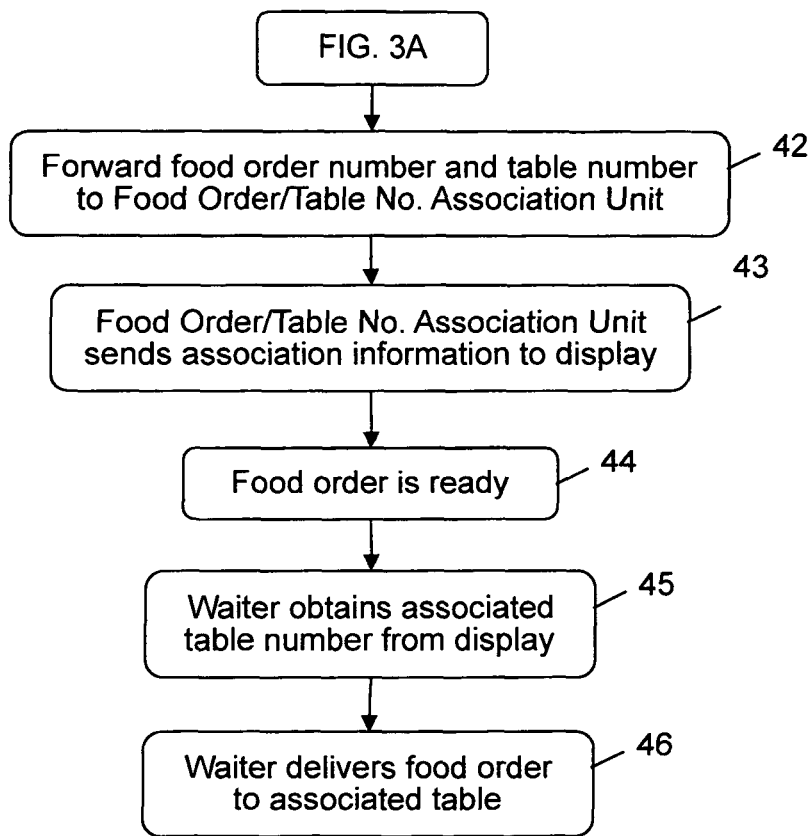 FIG. 3A
42
Forward food order number and table number
to Food Order/Table No. Association Unit
43
Food Order/Table No. Association Unit
sends association information to display
44
Food order is ready
45
Waiter obtains associated
table number from display
46
Waiter delivers food order
to associated table